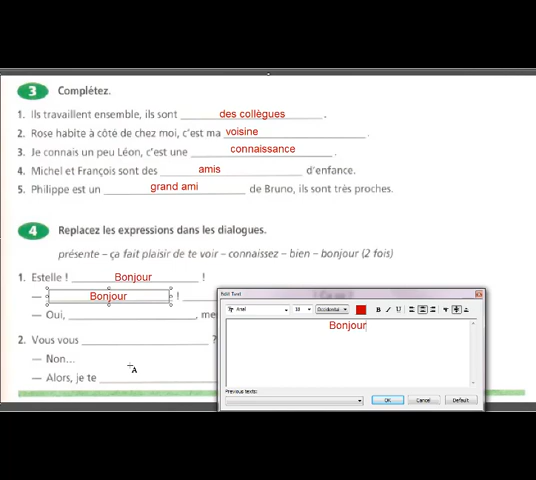 3 Complétez.
1. Ils travaillent ensemble, ils sont des collègues .
2. Rose habite à côté de chez moi, c'est ma voisine .
3. Je connais un peu Léon, c'est une connaissance .
4. Michel et François sont des amis d'enfance.
5. Philippe est un grand ami de Bruno, ils sont très proches.
4 Replacez les expressions dans les dialogues.
présente – ça fait plaisir de te voir – connaissez – bien – bonjour (2 fois)
1. Estelle ! Bonjour !
– Bonjour !
– Oui, , me
2. Vous vous ?
– Non...
– Alors, je te
Edit Text
Arial 18 Occidental B I U
Bonjour
Previous texts:
OK Cancel Default
A